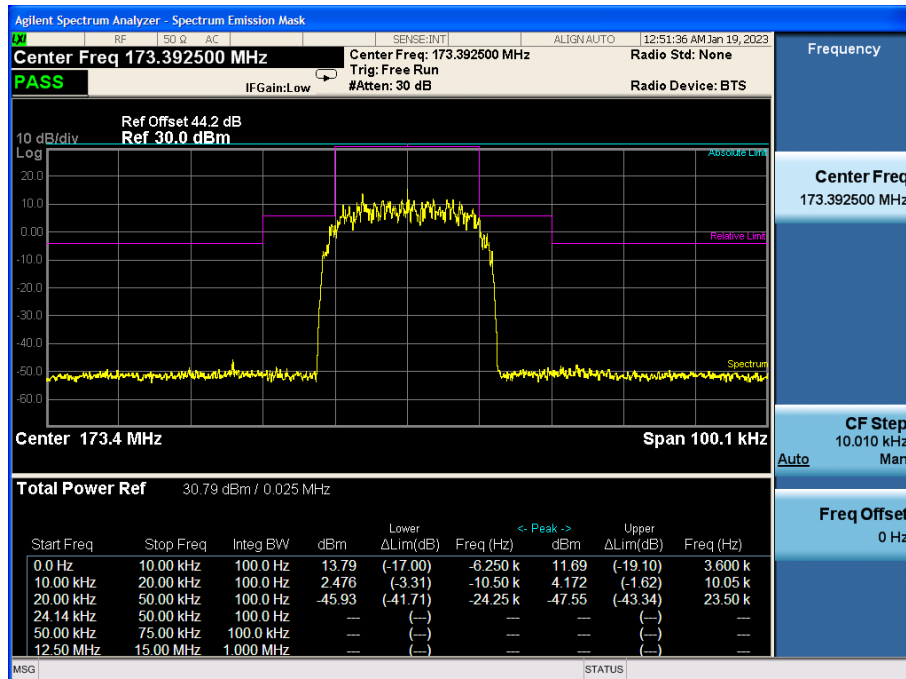 Agilent Spectrum Analyzer - Spectrum Emission Mask
LXI RF 50 Ω AC SENSE:INT ALIGNAUTO 12:51:36 AM Jan 19, 2023
Center Freq 173.392500 MHz
Center Freq: 173.392500 MHz
Radio Std: None
Trig: Free Run
PASS
IFGain:Low
#Atten: 30 dB
Radio Device: BTS
Frequency
Ref Offset 44.2 dB
10 dB/div
Ref 30.0 dBm
Log
Absolute Limit
20.0
10.0
0.00
Relative Limit
-10.0
-20.0
-30.0
-40.0
Spectrum
-50.0
-60.0
Center 173.4 MHz
Span 100.1 kHz
Center Freq
173.392500 MHz
CF Step
10.010 kHz
Auto Man
Freq Offset
0 Hz
Total Power Ref 30.79 dBm / 0.025 MHz
Lower <- Peak -> Upper
Start Freq Stop Freq Integ BW dBm ΔLim(dB) Freq (Hz) dBm ΔLim(dB) Freq (Hz)
0.0 Hz 10.00 kHz 100.0 Hz 13.79 (-17.00) -6.250 k 11.69 (-19.10) 3.600 k
10.00 kHz 20.00 kHz 100.0 Hz 2.476 (-3.31) -10.50 k 4.172 (-1.62) 10.05 k
20.00 kHz 50.00 kHz 100.0 Hz -45.93 (-41.71) -24.25 k -47.55 (-43.34) 23.50 k
24.14 kHz 50.00 kHz 100.0 Hz --- (---) --- --- (---) ---
50.00 kHz 75.00 kHz 100.0 kHz --- (---) --- --- (---) ---
12.50 MHz 15.00 MHz 1.000 MHz --- (---) --- --- (---) ---
MSG STATUS